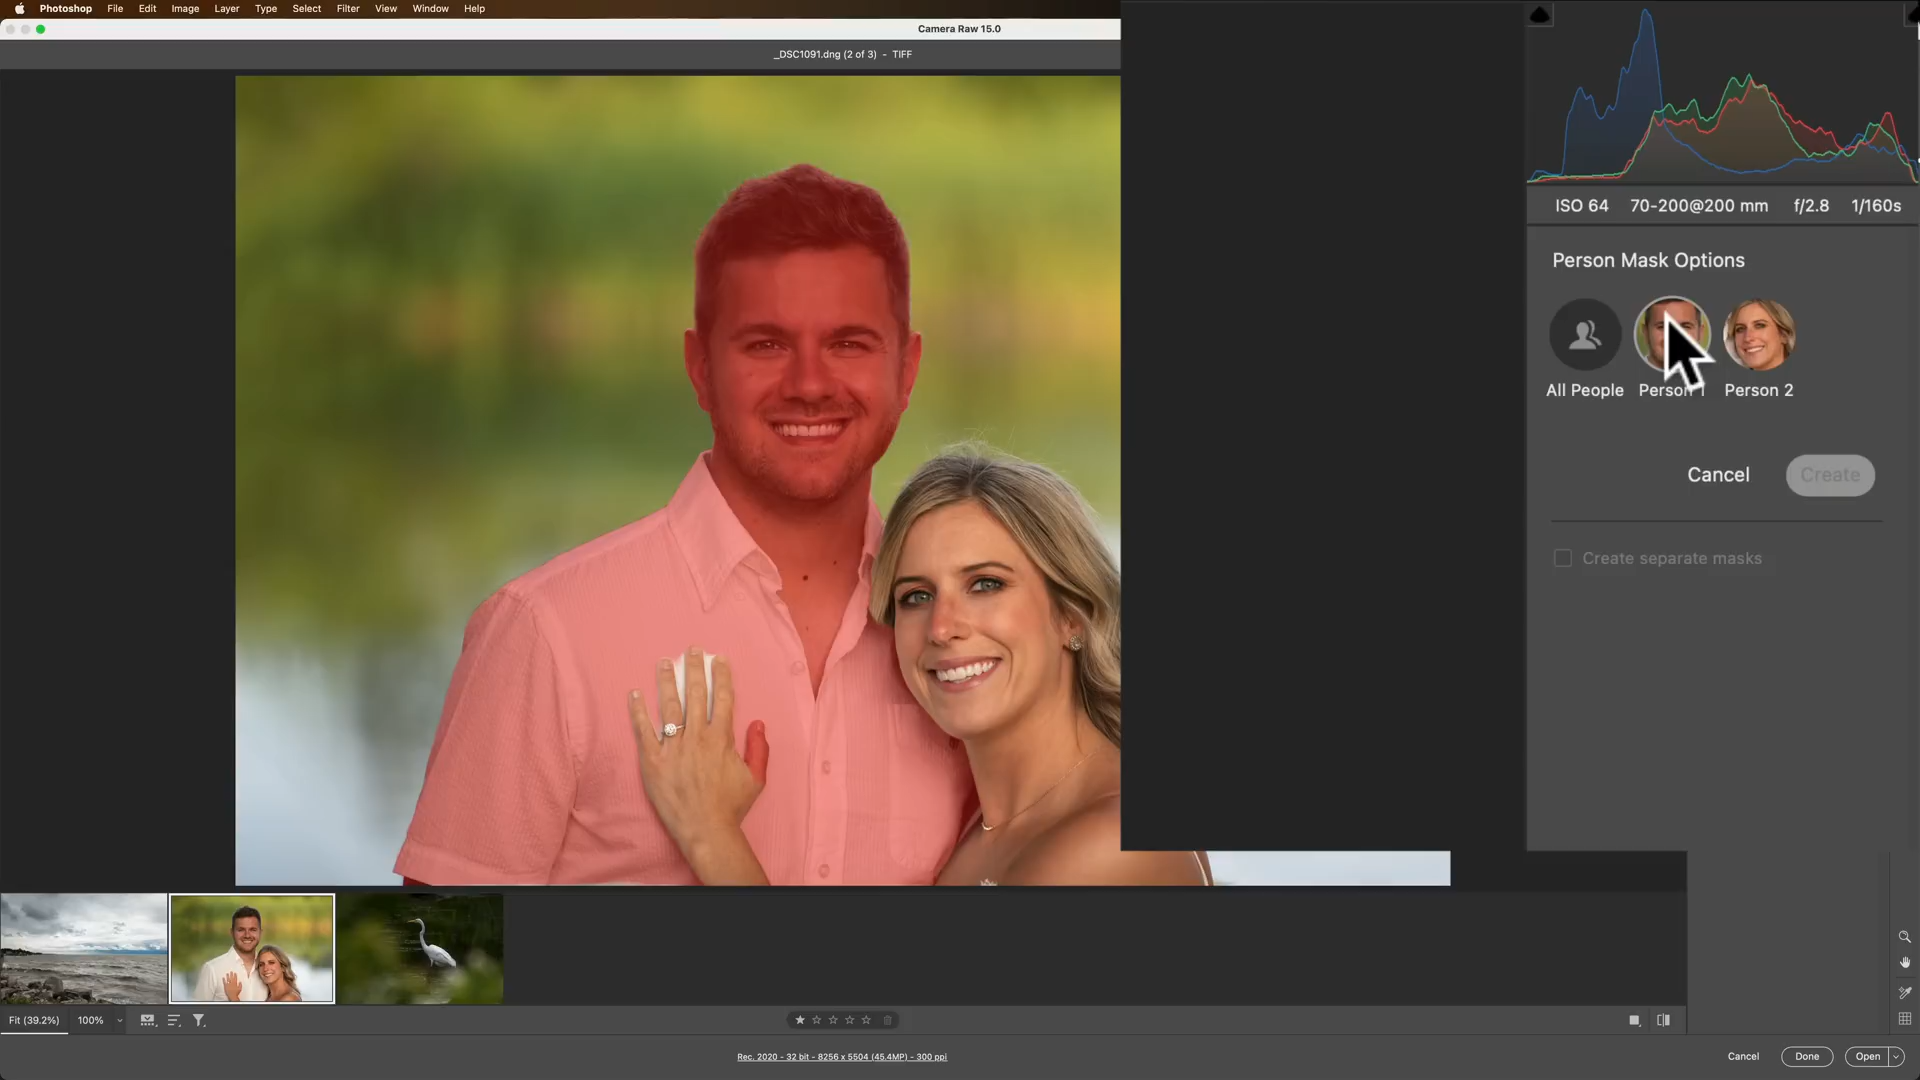 Photoshop File Edit Image Layer Type Select Filter View Window Help
Camera Raw 15.0
_DSC1091.dng (2 of 3) - TIFF
ISO 64 70-200@200 mm f/2.8 1/160s
Person Mask Options
All People Person 1 Person 2
Cancel Create
Create separate masks
Fit (39.2%) 100%
Rec. 2020 - 32 bit - 8256 x 5504 (45.4MP) - 300 ppi
Cancel Done Open